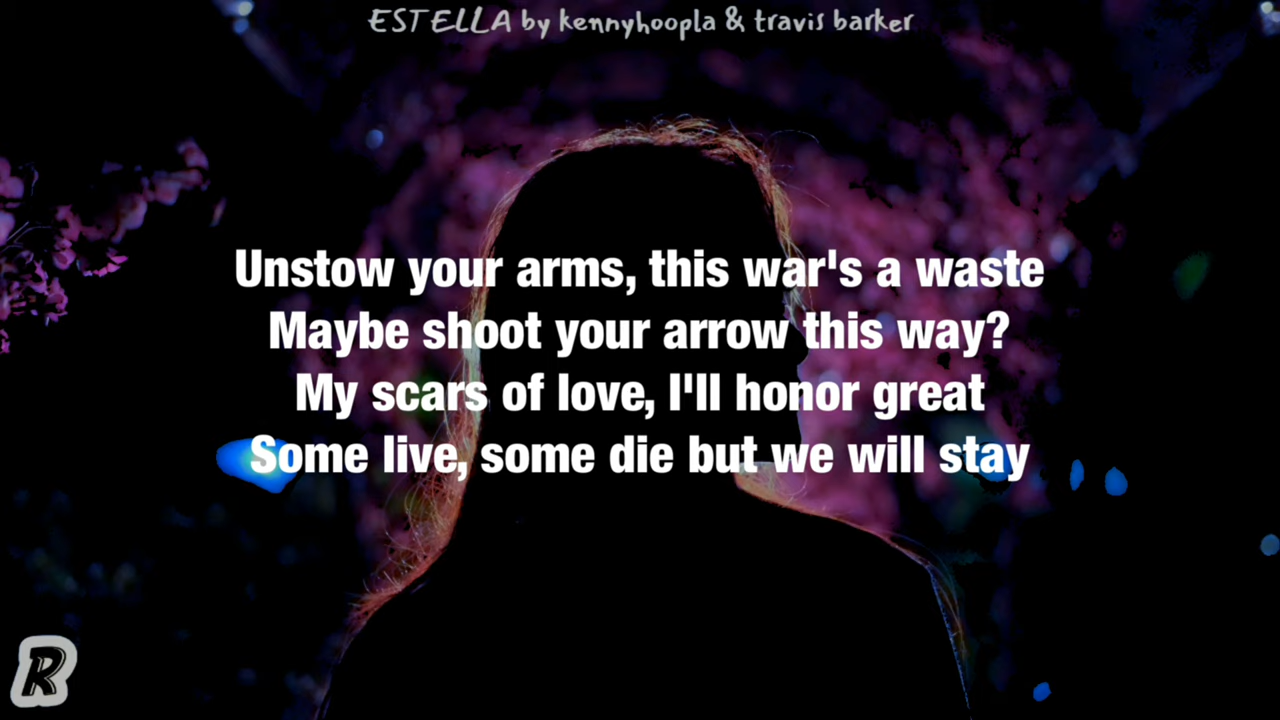 ESTELLA by kennyhoopla & travis barker
Unstow your arms, this war's a waste
Maybe shoot your arrow this way?
My scars of love, I'll honor great
Some live, some die but we will stay
R